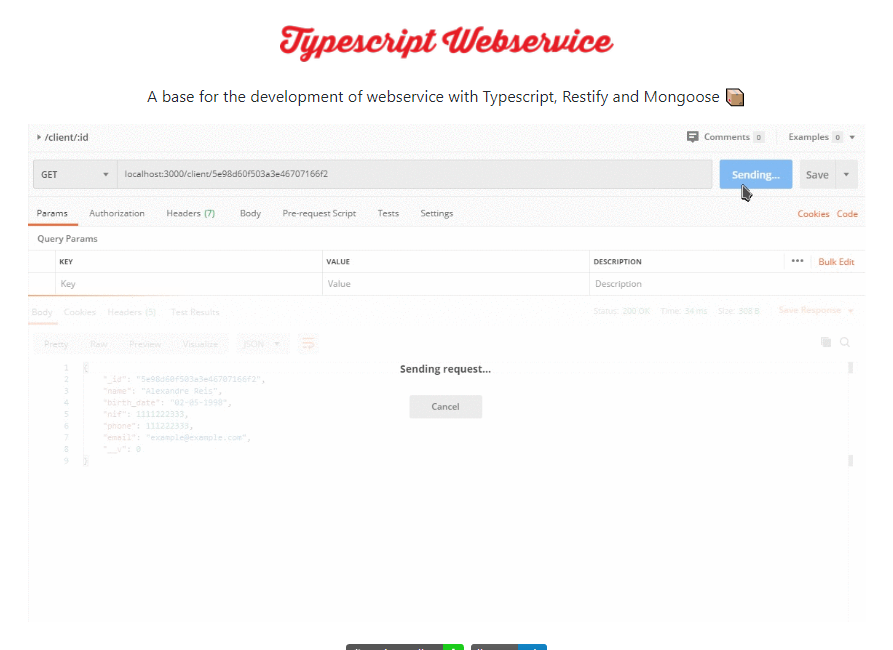 Typescript Webservice
A base for the development of webservice with Typescript, Restify and Mongoose
/client/:id
Comments 0
Examples 0
GET
localhost:3000/client/5e98d60f503a3e46707166f2
Sending...
Save
Params Authorization Headers (7) Body Pre-request Script Tests Settings
Cookies Code
Query Params
KEY VALUE DESCRIPTION
••• Bulk Edit
Key Value Description
Body Cookies Headers (5) Test Results
Status: 200 OK Time: 54 ms Size: 308 B Save Response
Pretty Raw Preview Visualize JSON
Sending request...
Cancel
1 {
2 "_id": "5e98d60f503a3e46707166f2",
3 "name": "Alexandre Reis",
4 "birth_date": "02-05-1998",
5 "nif": 1111222333,
6 "phone": 111222333,
7 "email": "example@example.com",
8 "__v": 0
9 }